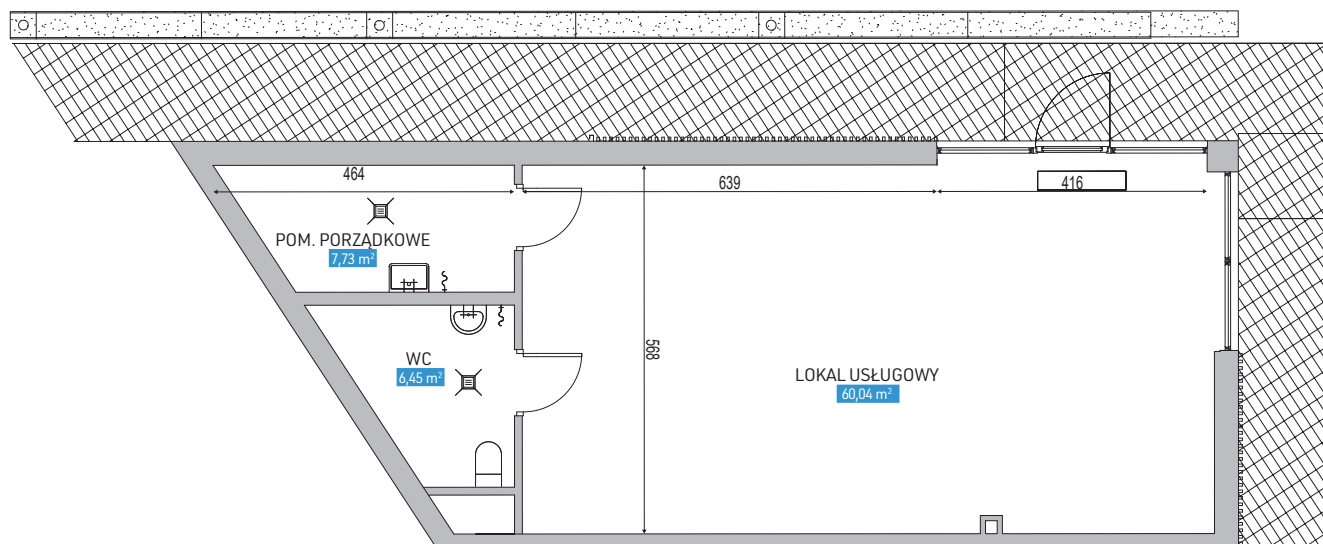 464
639
416
POM. PORZĄDKOWE
7,73 m²
568
WC
6,45 m²
LOKAL USŁUGOWY
60,04 m²